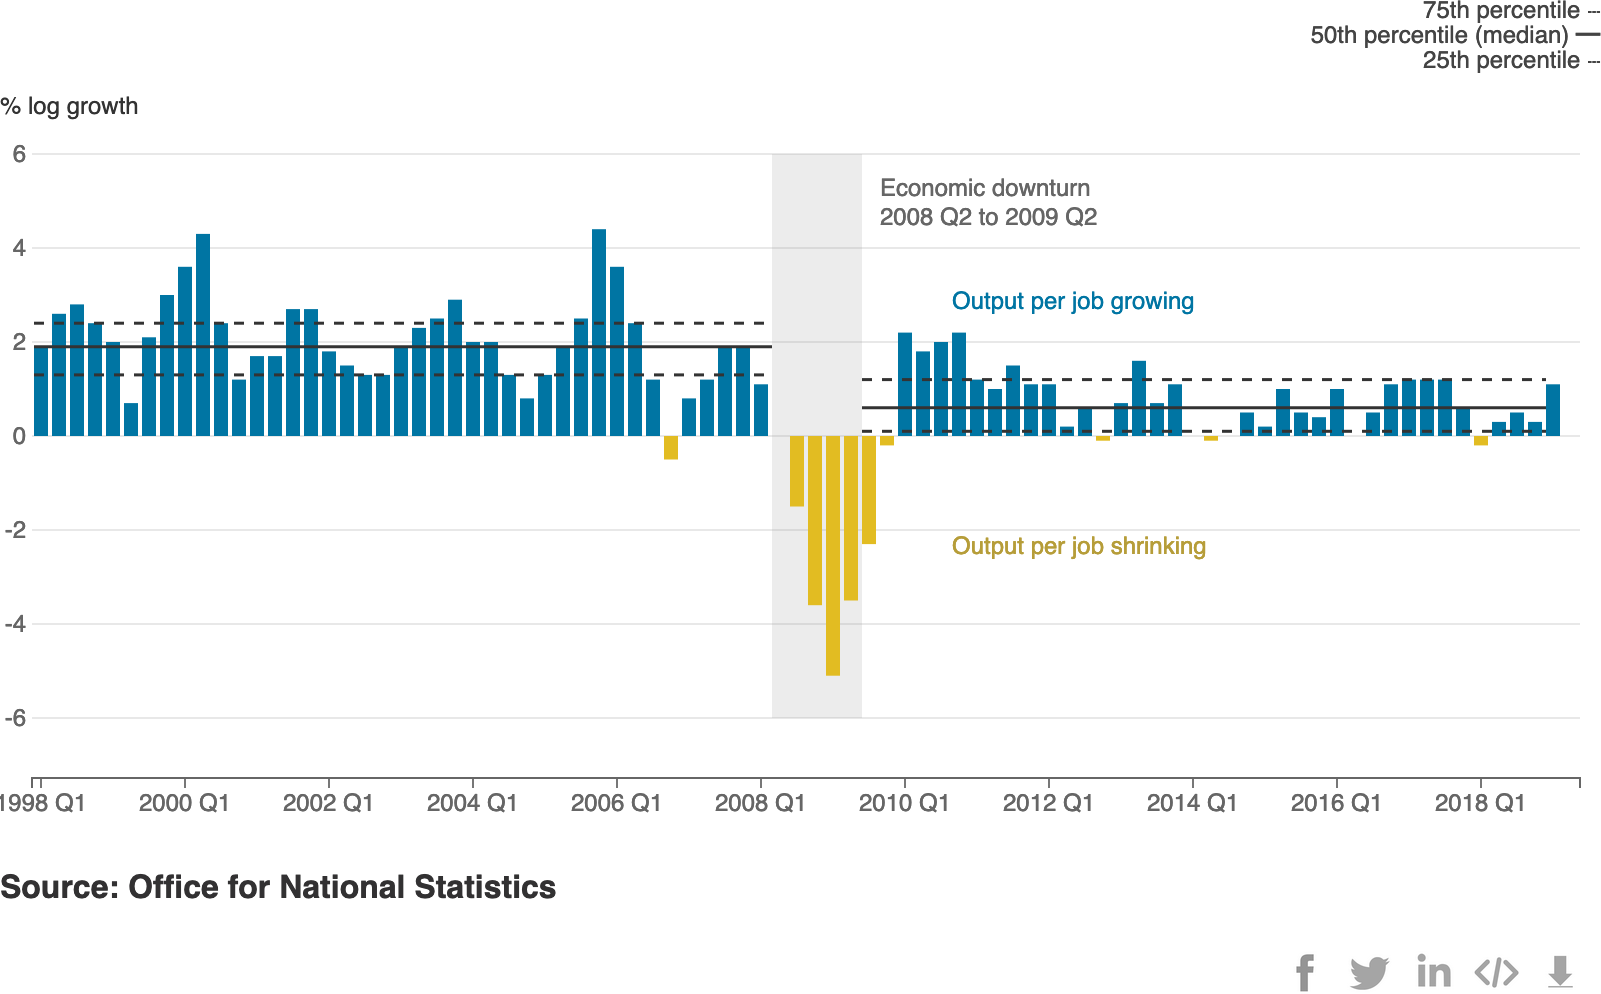 75th percentile ---
50th percentile (median) —
25th percentile ---
% log growth
6
Economic downturn
2008 Q2 to 2009 Q2
4
Output per job growing
2
0
-2
Output per job shrinking
-4
-6
1998 Q1 2000 Q1 2002 Q1 2004 Q1 2006 Q1 2008 Q1 2010 Q1 2012 Q1 2014 Q1 2016 Q1 2018 Q1
Source: Office for National Statistics
f in </>